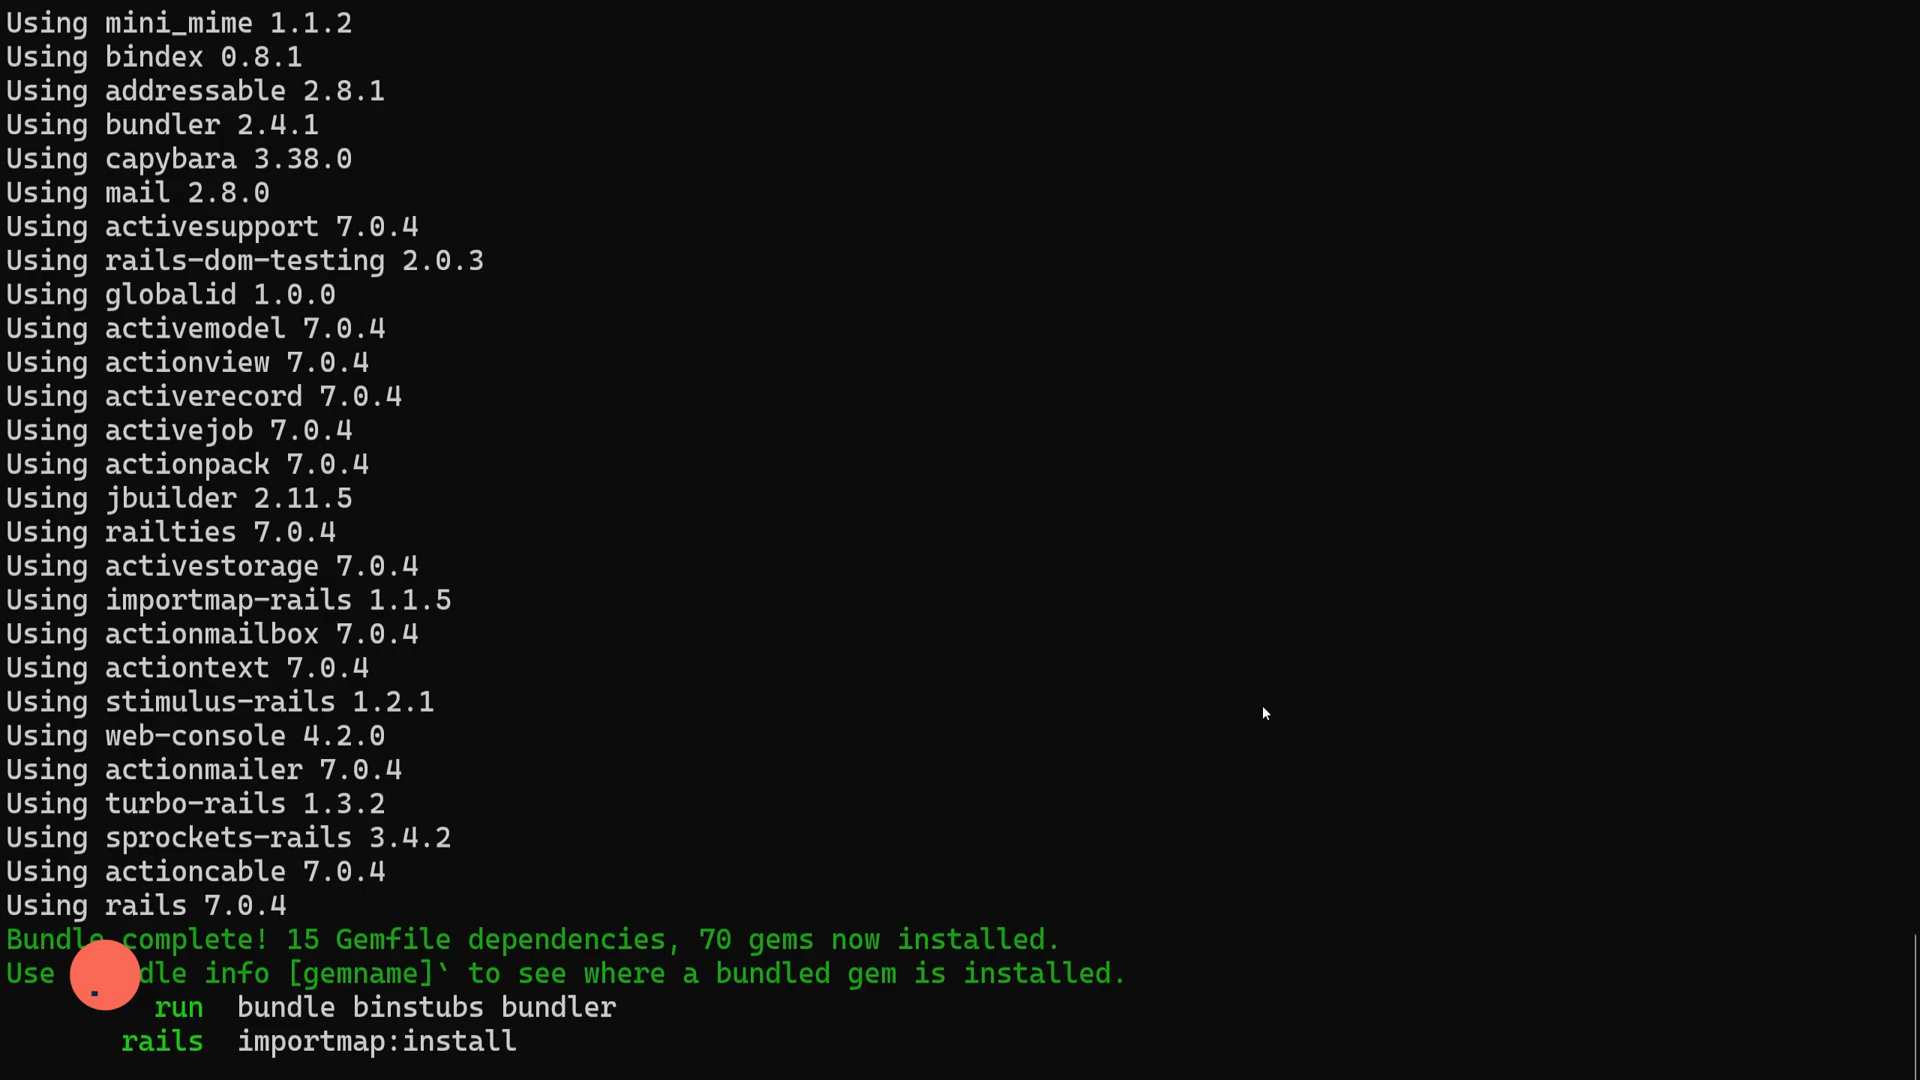 Using mini_mime 1.1.2
Using bindex 0.8.1
Using addressable 2.8.1
Using bundler 2.4.1
Using capybara 3.38.0
Using mail 2.8.0
Using activesupport 7.0.4
Using rails-dom-testing 2.0.3
Using globalid 1.0.0
Using activemodel 7.0.4
Using actionview 7.0.4
Using activerecord 7.0.4
Using activejob 7.0.4
Using actionpack 7.0.4
Using jbuilder 2.11.5
Using railties 7.0.4
Using activestorage 7.0.4
Using importmap-rails 1.1.5
Using actionmailbox 7.0.4
Using actiontext 7.0.4
Using stimulus-rails 1.2.1
Using web-console 4.2.0
Using actionmailer 7.0.4
Using turbo-rails 1.3.2
Using sprockets-rails 3.4.2
Using actioncable 7.0.4
Using rails 7.0.4
Bundle complete! 15 Gemfile dependencies, 70 gems now installed.
Use dle info [gemname]` to see where a bundled gem is installed.
run bundle binstubs bundler
rails importmap:install